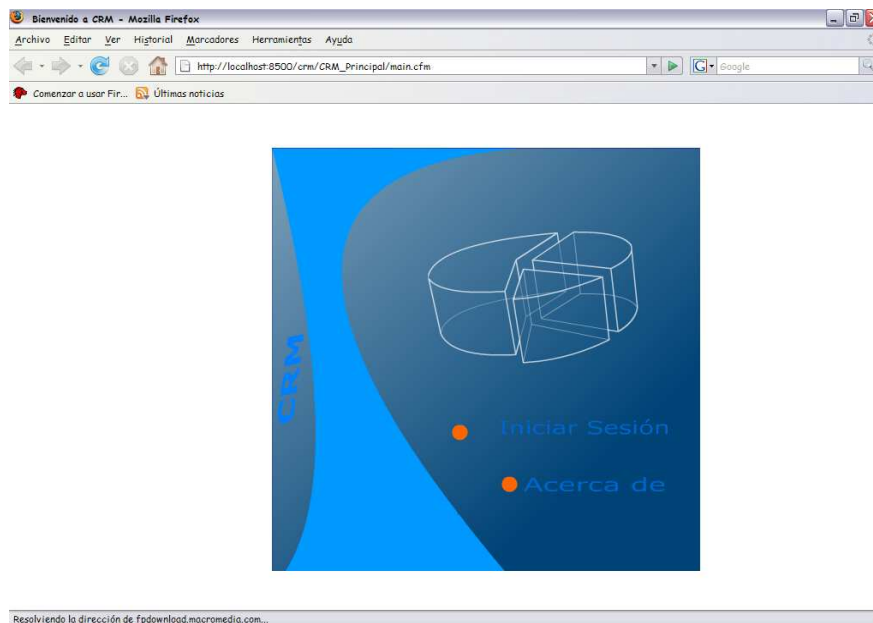 Bienvenido a CRM - Mozilla Firefox
Archivo Editar Ver Historial Marcadores Herramientas Ayuda
http://localhost:8500/crm/CRM_Principal/main.cfm
G Google
Comenzar a usar Fir... Últimas noticias
CRM
Iniciar Sesión
Acerca de
Resolviendo la dirección de fpdownload.macromedia.com...